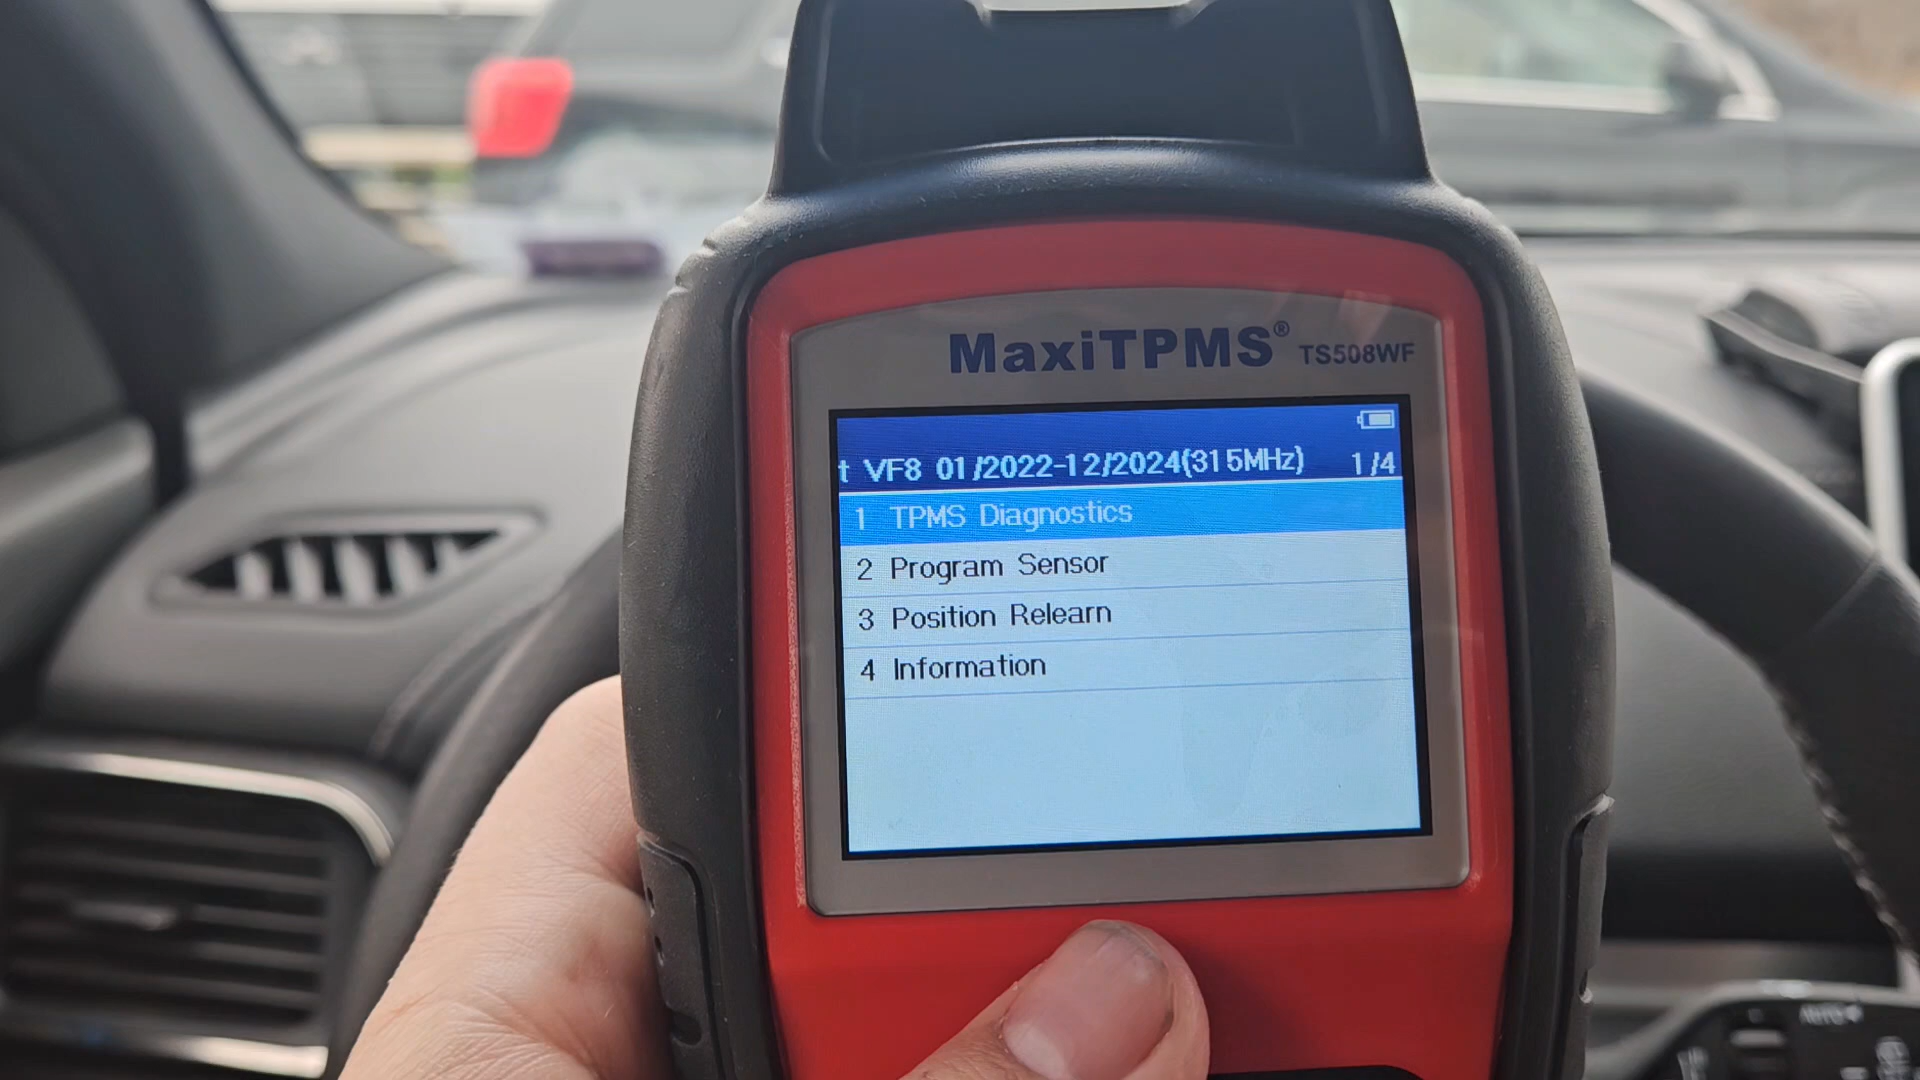 MaxiTPMS® TS508WF
t VF8 01/2022-12/2024(315MHz) 1/4
1 TPMS Diagnostics
2 Program Sensor
3 Position Relearn
4 Information
AUTO